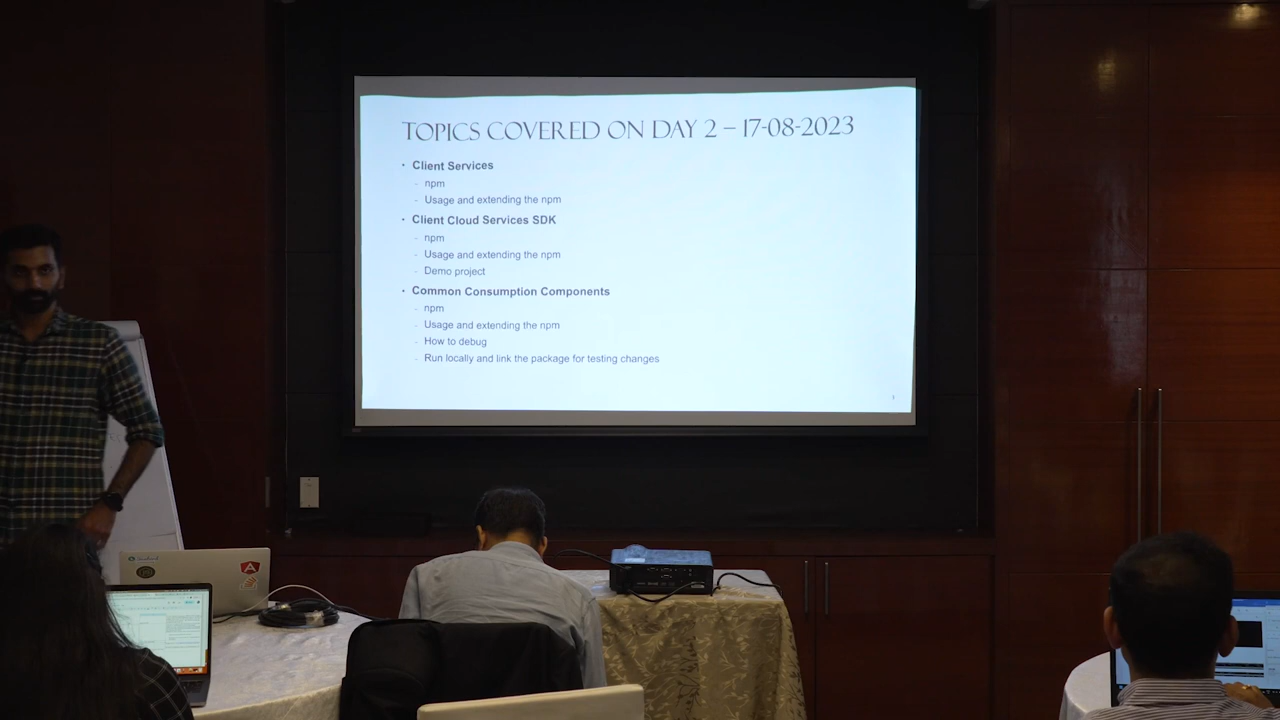 TOPICS COVERED ON DAY 2 – 17-08-2023
• Client Services
- npm
- Usage and extending the npm
• Client Cloud Services SDK
- npm
- Usage and extending the npm
- Demo project
• Common Consumption Components
- npm
- Usage and extending the npm
- How to debug
- Run locally and link the package for testing changes